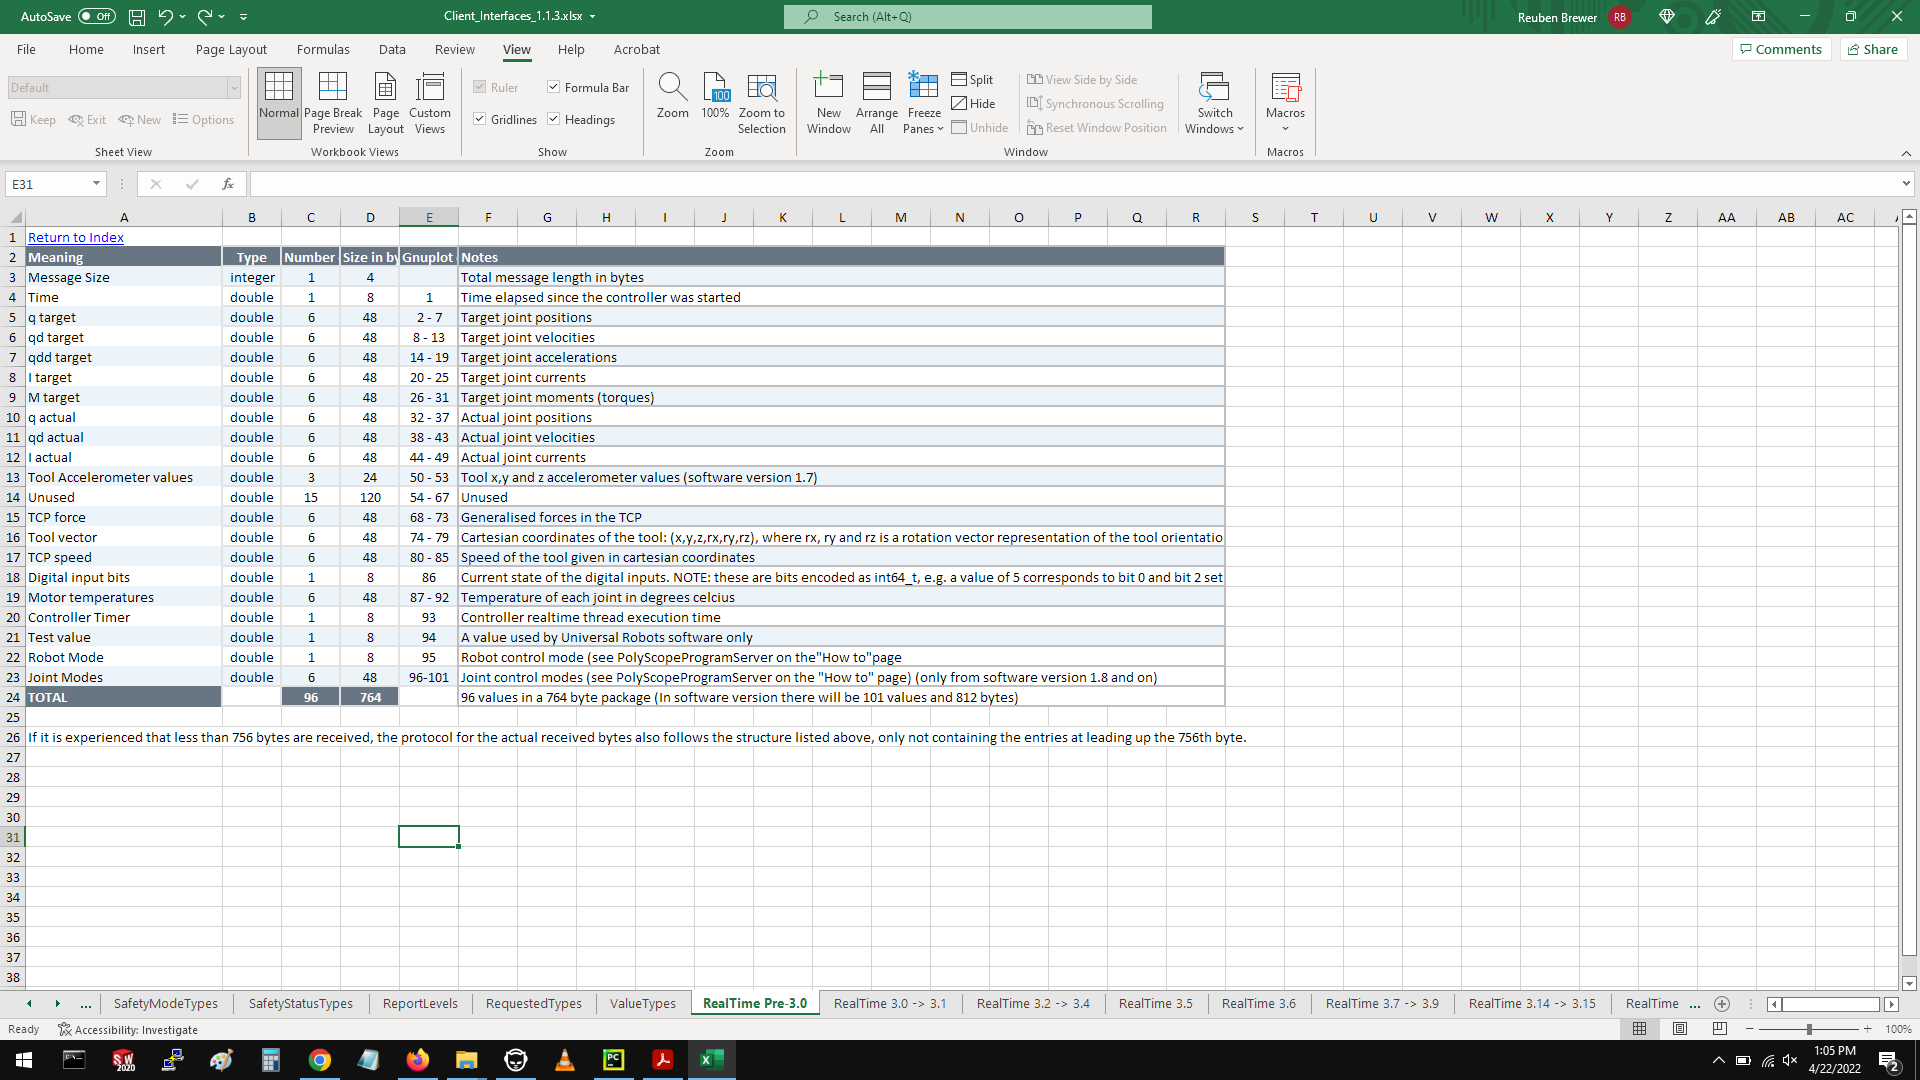 AutoSave Off Client_Interfaces_1.1.3.xlsx Search (Alt+Q) Reuben Brewer RB
File Home Insert Page Layout Formulas Data Review View Help Acrobat Comments Share
Default
Keep Exit New Options
Sheet View
Normal Page Break Preview Page Layout Custom Views
Workbook Views
Ruler Formula Bar
Gridlines Headings
Show
Zoom 100 100% Zoom to Selection
Zoom
New Window Arrange All Freeze Panes
Split
Hide
Unhide
View Side by Side
Synchronous Scrolling
Reset Window Position
Switch Windows
Window
Macros
Macros
E31 fx
A B C D E F G H I J K L M N O P Q R S T U V W X Y Z AA AB AC
1 Return to Index
2 Meaning Type Number Size in by Gnuplot Notes
3 Message Size integer 1 4 Total message length in bytes
4 Time double 1 8 1 Time elapsed since the controller was started
5 q target double 6 48 2 - 7 Target joint positions
6 qd target double 6 48 8 - 13 Target joint velocities
7 qdd target double 6 48 14 - 19 Target joint accelerations
8 I target double 6 48 20 - 25 Target joint currents
9 M target double 6 48 26 - 31 Target joint moments (torques)
10 q actual double 6 48 32 - 37 Actual joint positions
11 qd actual double 6 48 38 - 43 Actual joint velocities
12 I actual double 6 48 44 - 49 Actual joint currents
13 Tool Accelerometer values double 3 24 50 - 53 Tool x,y and z accelerometer values (software version 1.7)
14 Unused double 15 120 54 - 67 Unused
15 TCP force double 6 48 68 - 73 Generalised forces in the TCP
16 Tool vector double 6 48 74 - 79 Cartesian coordinates of the tool: (x,y,z,rx,ry,rz), where rx, ry and rz is a rotation vector representation of the tool orientatio
17 TCP speed double 6 48 80 - 85 Speed of the tool given in cartesian coordinates
18 Digital input bits double 1 8 86 Current state of the digital inputs. NOTE: these are bits encoded as int64_t, e.g. a value of 5 corresponds to bit 0 and bit 2 set
19 Motor temperatures double 6 48 87 - 92 Temperature of each joint in degrees celcius
20 Controller Timer double 1 8 93 Controller realtime thread execution time
21 Test value double 1 8 94 A value used by Universal Robots software only
22 Robot Mode double 1 8 95 Robot control mode (see PolyScopeProgramServer on the"How to"page
23 Joint Modes double 6 48 96-101 Joint control modes (see PolyScopeProgramServer on the "How to" page) (only from software version 1.8 and on)
24 TOTAL 96 764 96 values in a 764 byte package (In software version there will be 101 values and 812 bytes)
25
26 If it is experienced that less than 756 bytes are received, the protocol for the actual received bytes also follows the structure listed above, only not containing the entries at leading up the 756th byte.
27
28
29
30
31
32
33
34
35
36
37
38
... SafetyModeTypes SafetyStatusTypes ReportLevels RequestedTypes ValueTypes RealTime Pre-3.0 RealTime 3.0 -> 3.1 RealTime 3.2 -> 3.4 RealTime 3.5 RealTime 3.6 RealTime 3.7 -> 3.9 RealTime 3.14 -> 3.15 RealTime ...
Ready Accessibility: Investigate 100%
SW 2020 PC
1:05 PM
4/22/2022
2